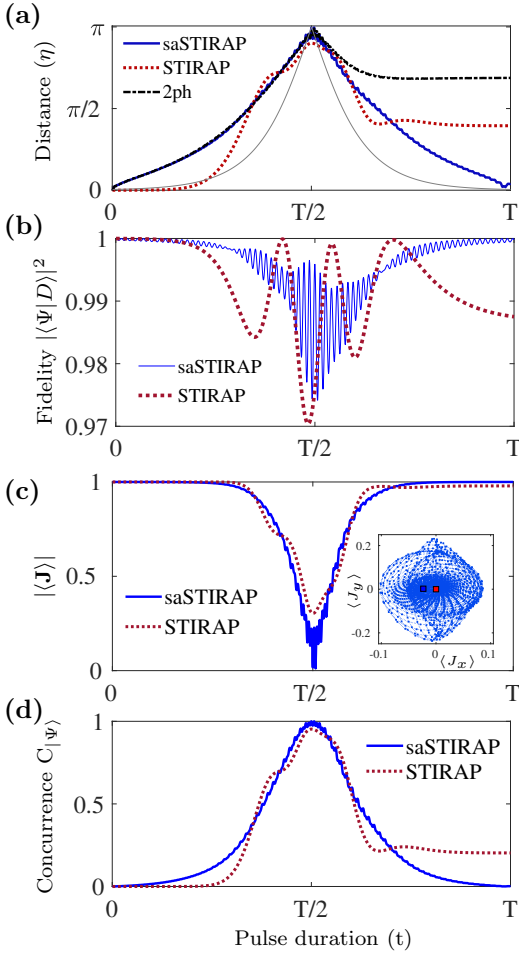 (a)
π
π/2
0
Distance (η)
saSTIRAP
STIRAP
2ph
0
T/2
T
(b)
1
0.99
0.98
0.97
Fidelity |⟨Ψ|D⟩|²
saSTIRAP
STIRAP
0
T/2
T
(c)
1
0.5
0
|⟨J⟩|
saSTIRAP
STIRAP
0.2
0
-0.2
⟨J_y⟩
-0.1
0
0.1
⟨J_x⟩
0
T/2
T
(d)
1
0.5
0
Concurrence C_|Ψ⟩
saSTIRAP
STIRAP
0
T/2
T
Pulse duration (t)